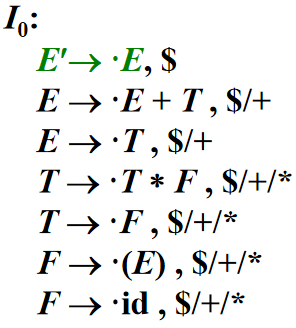 I₀:
E′→ ·E, $
E → ·E + T , $/+
E → ·T , $/+
T → ·T * F , $/+/*
T → ·F , $/+/*
F → ·(E) , $/+/*
F → ·id , $/+/*